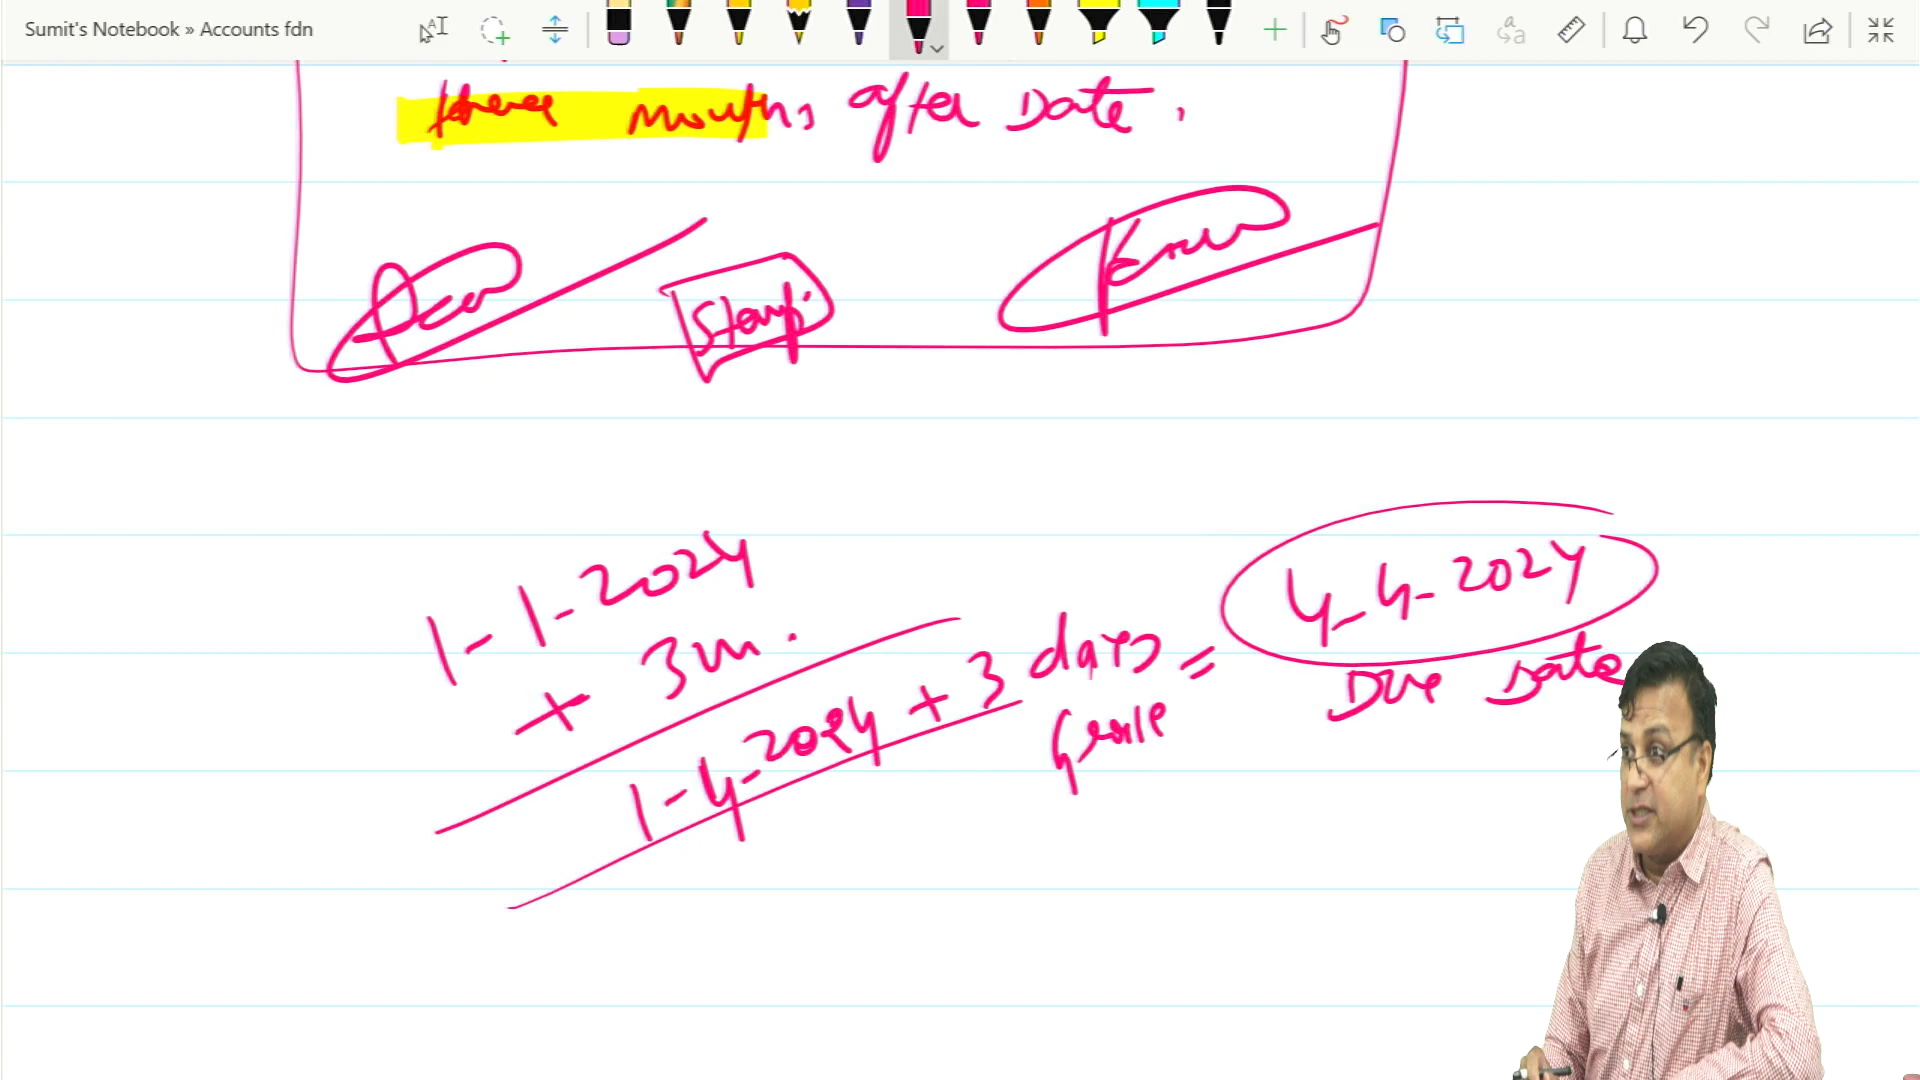 Sumit's Notebook » Accounts fdn
three months after Date.
Stamp.
1-1-2024
+ 3m.
1-4-2024 + 3 days = 4-4-2024
Grace
Due Date